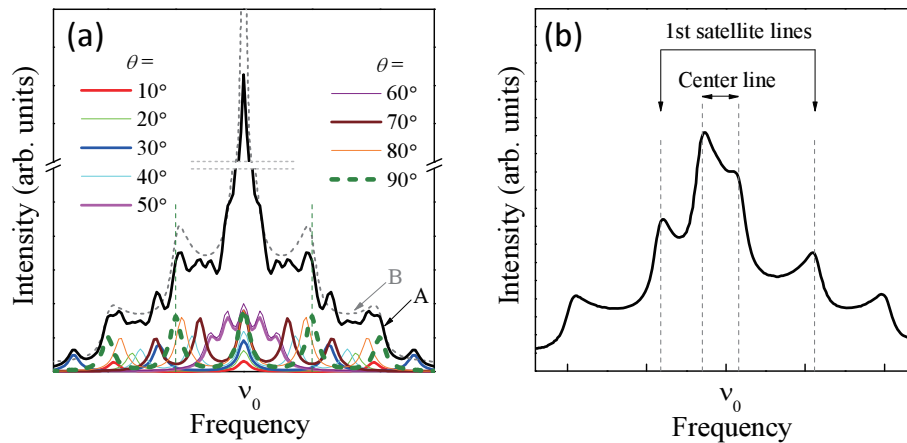 (a)
θ =
10°
20°
30°
40°
50°
θ =
60°
70°
80°
90°
B
A
Intensity (arb. units)
ν0
Frequency
(b)
1st satellite lines
Center line
Intensity (arb. units)
ν0
Frequency